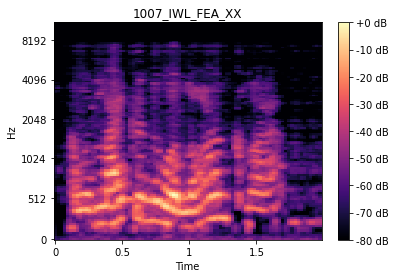 1007_IWL_FEA_XX
Hz
8192
4096
2048
1024
512
0
0
0.5
1
1.5
Time
+0 dB
-10 dB
-20 dB
-30 dB
-40 dB
-50 dB
-60 dB
-70 dB
-80 dB